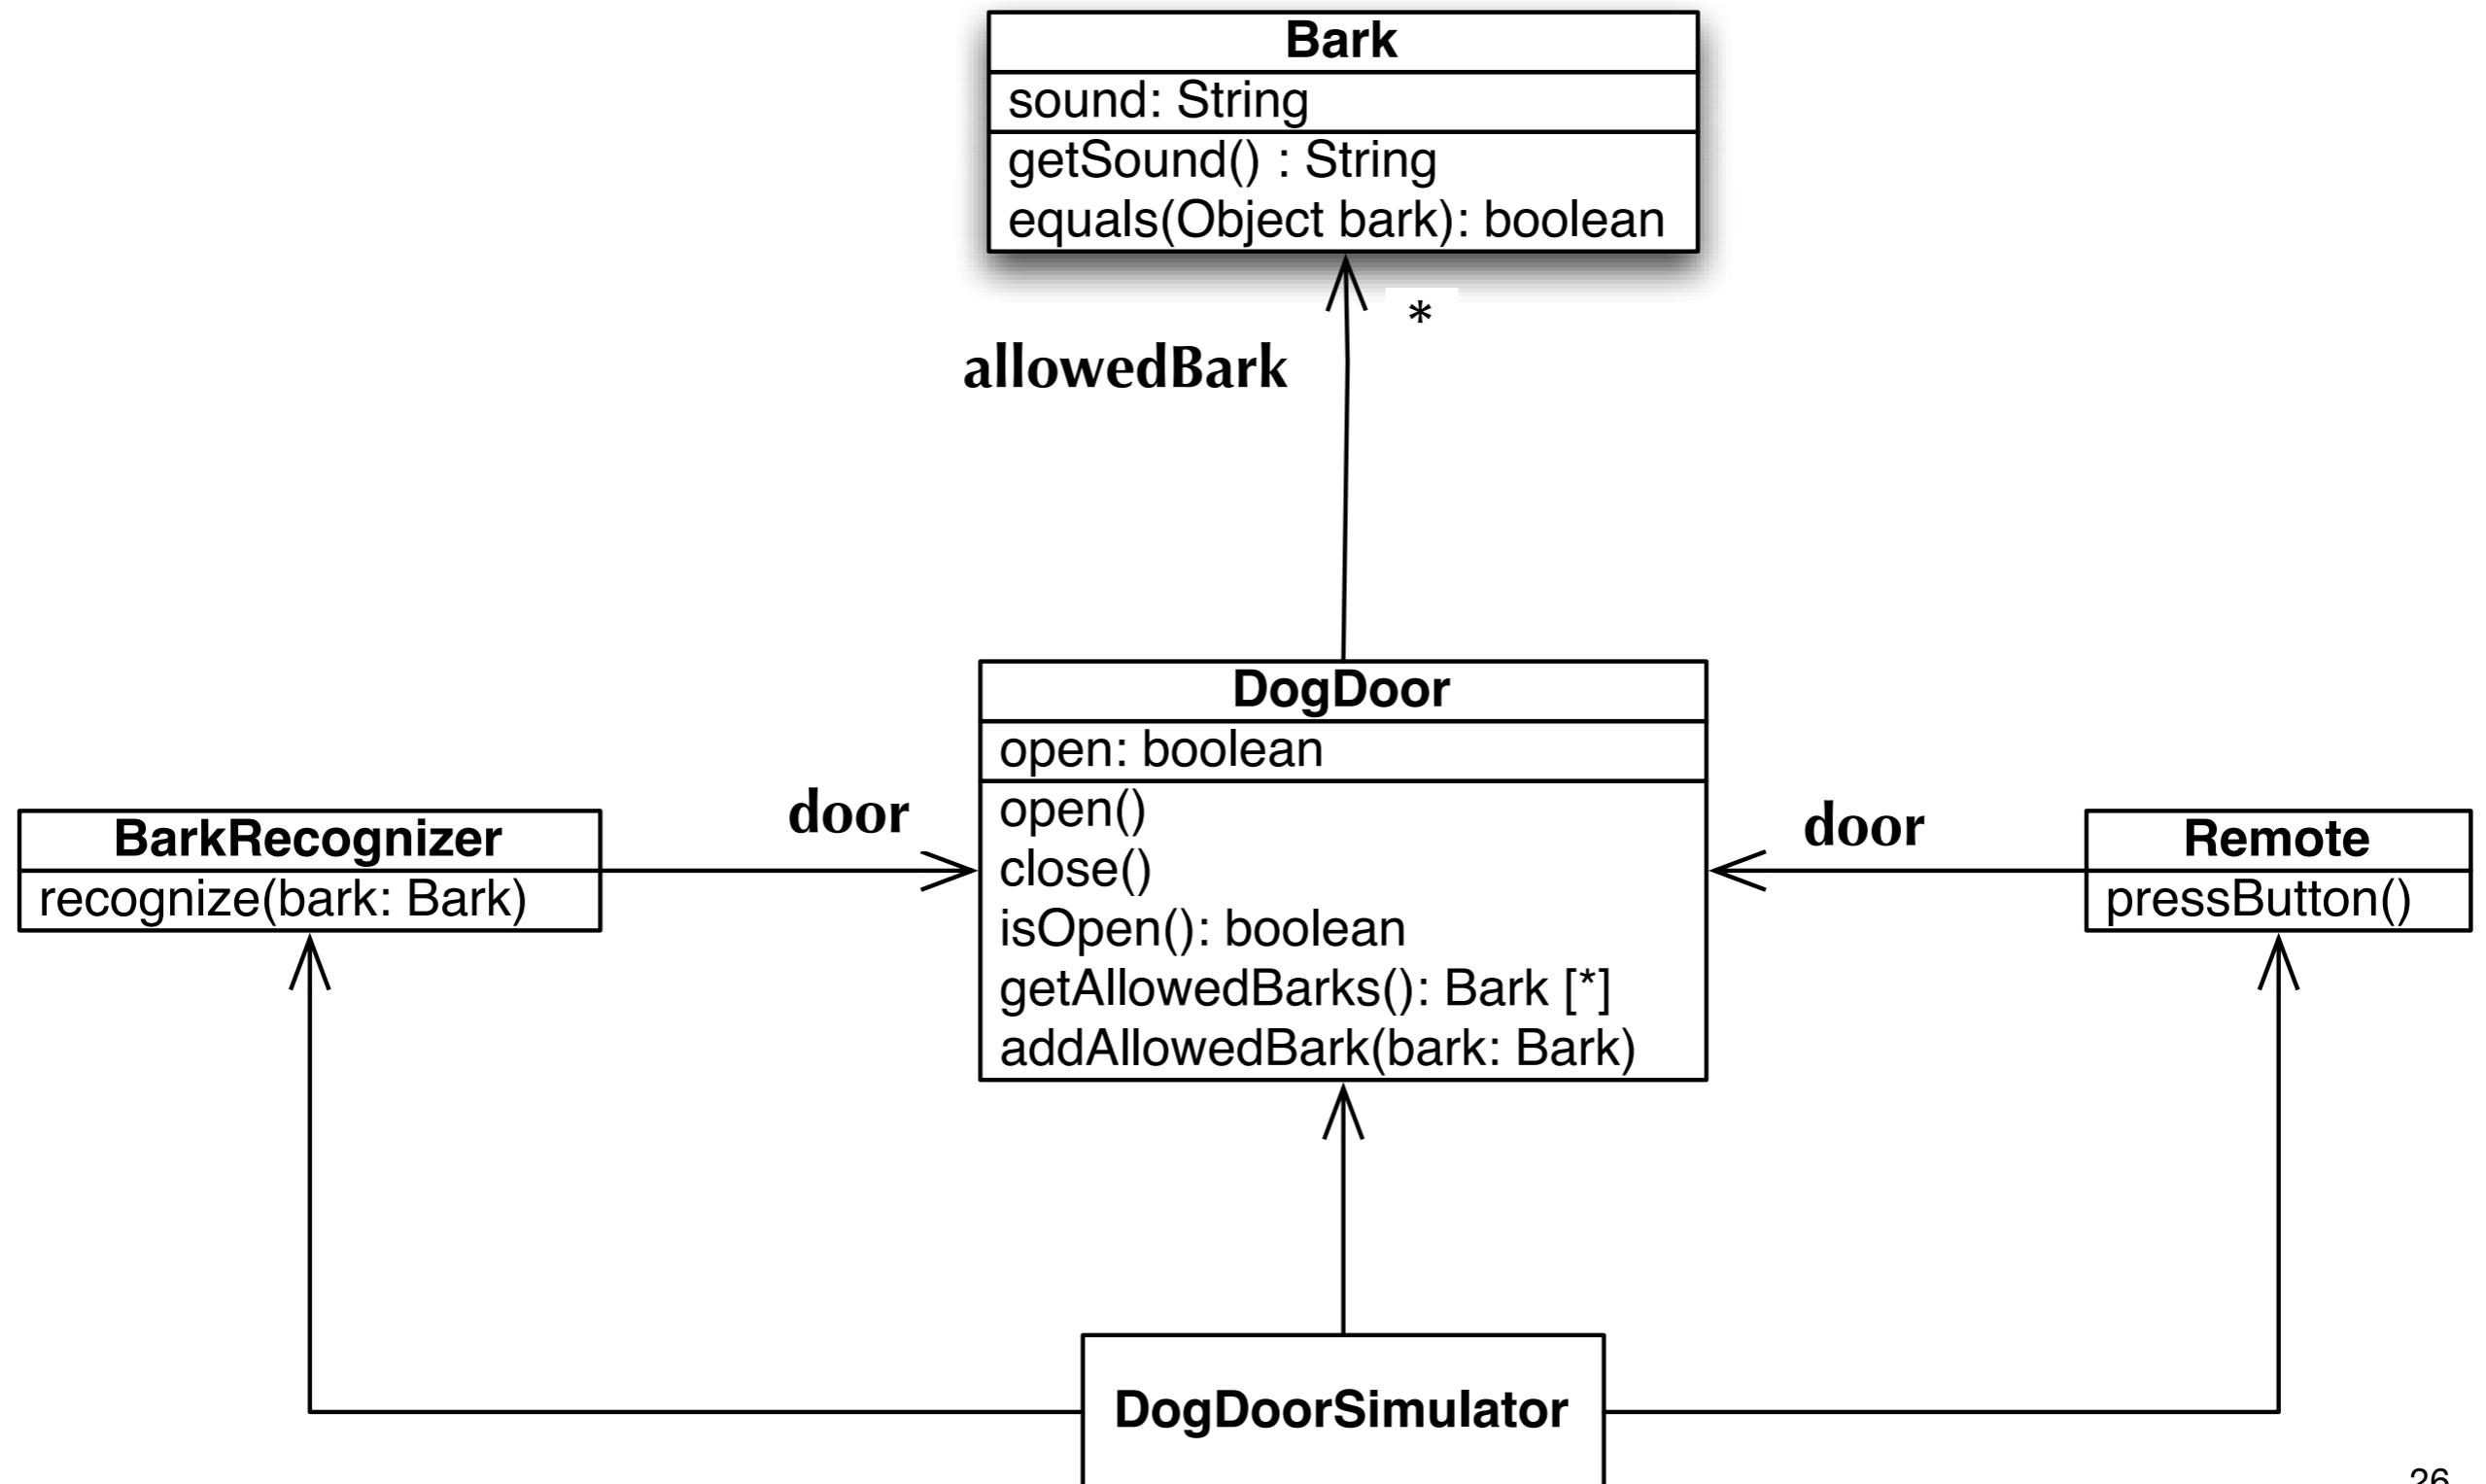 Bark
sound: String
getSound() : String
equals(Object bark): boolean
*
allowedBark
DogDoor
open: boolean
open()
close()
isOpen(): boolean
getAllowedBarks(): Bark [*]
addAllowedBark(bark: Bark)
door
BarkRecognizer
recognize(bark: Bark)
door
Remote
pressButton()
DogDoorSimulator
26